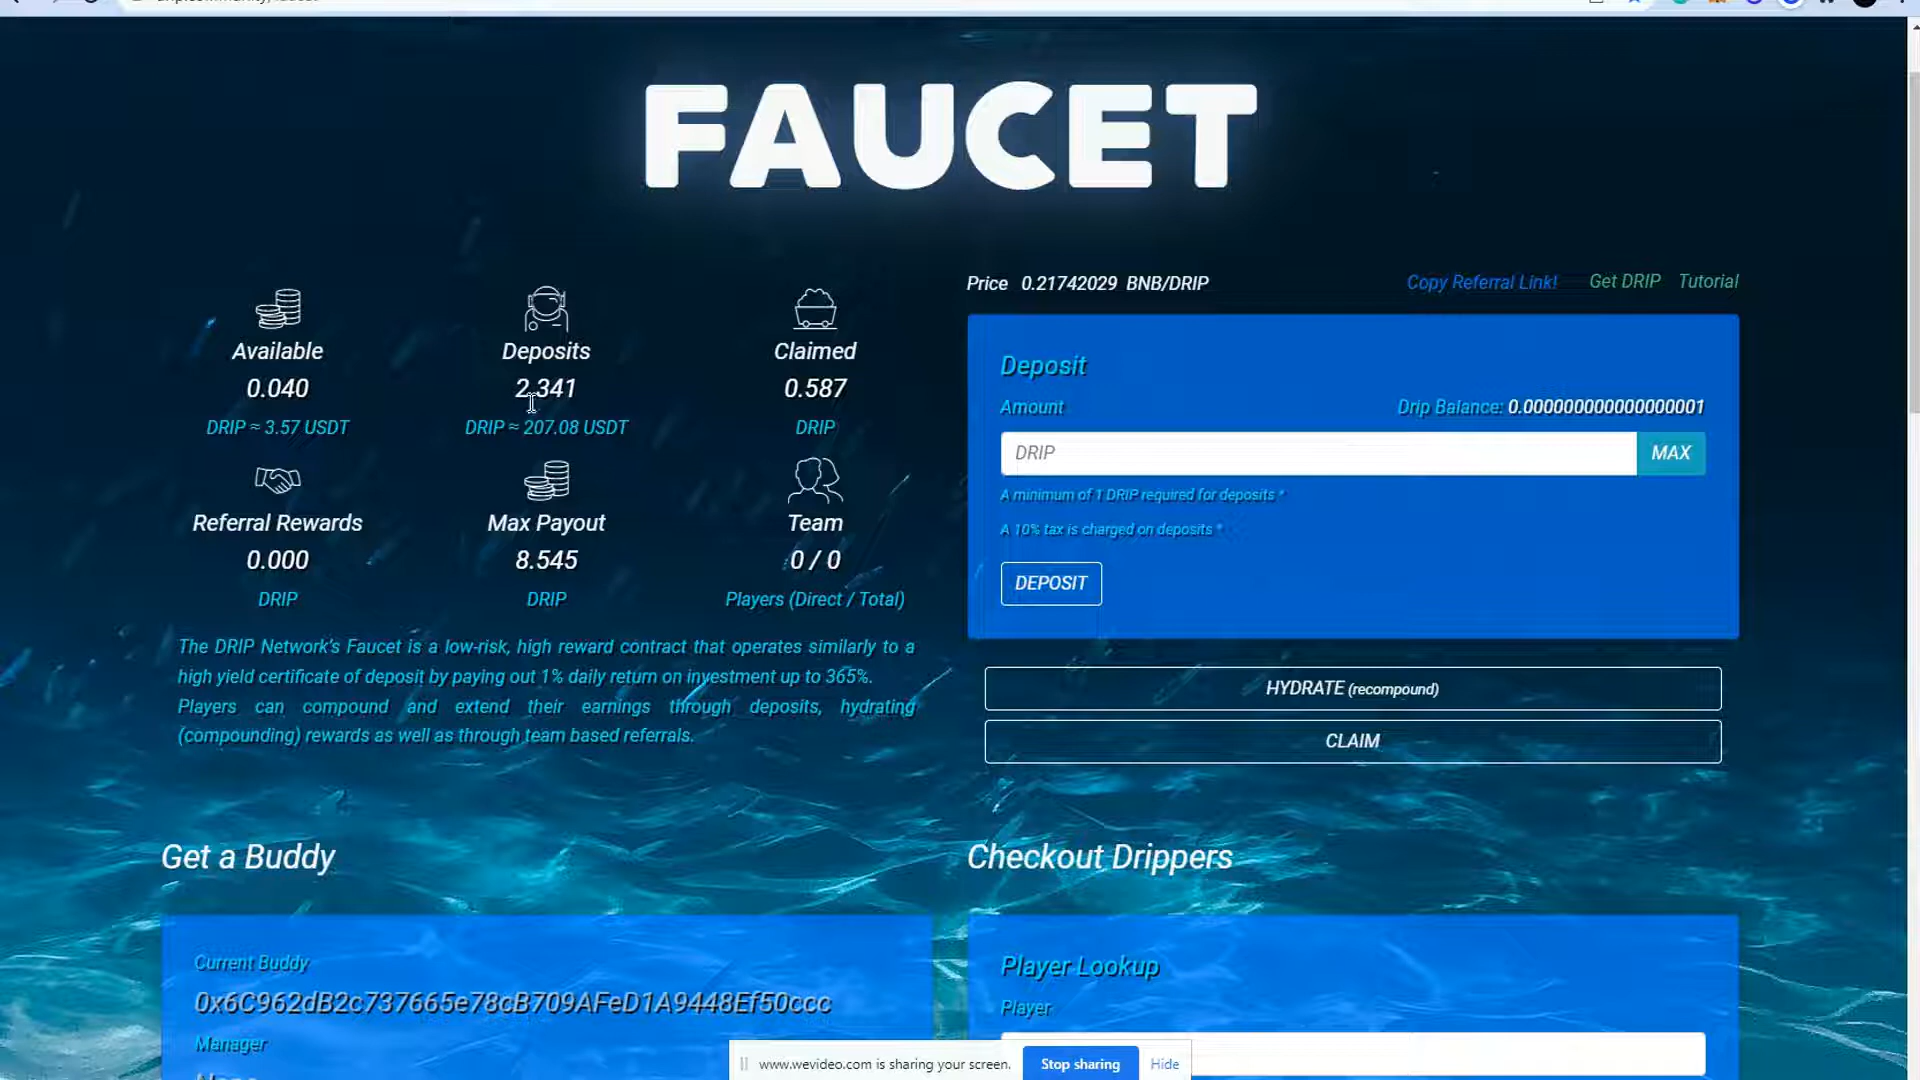 FAUCET
Available
0.040
DRIP ≈ 3.57 USDT
Deposits
2.341
DRIP ≈ 207.08 USDT
Claimed
0.587
DRIP
Referral Rewards
0.000
DRIP
Max Payout
8.545
DRIP
Team
0 / 0
Players (Direct / Total)
The DRIP Network's Faucet is a low-risk, high reward contract that operates similarly to a
high yield certificate of deposit by paying out 1% daily return on investment up to 365%.
Players can compound and extend their earnings through deposits, hydrating
(compounding) rewards as well as through team based referrals.
Price 0.21742029 BNB/DRIP
Copy Referral Link! Get DRIP Tutorial
Deposit
Amount
Drip Balance: 0.000000000000000001
DRIP
MAX
A minimum of 1 DRIP required for deposits *
A 10% tax is charged on deposits *
DEPOSIT
HYDRATE (recompound)
CLAIM
Get a Buddy
Current Buddy
0x6C962dB2c737665e78cB709AFeD1A9448Ef50ccc
Manager
Checkout Drippers
Player Lookup
Player
www.wevideo.com is sharing your screen. Stop sharing Hide